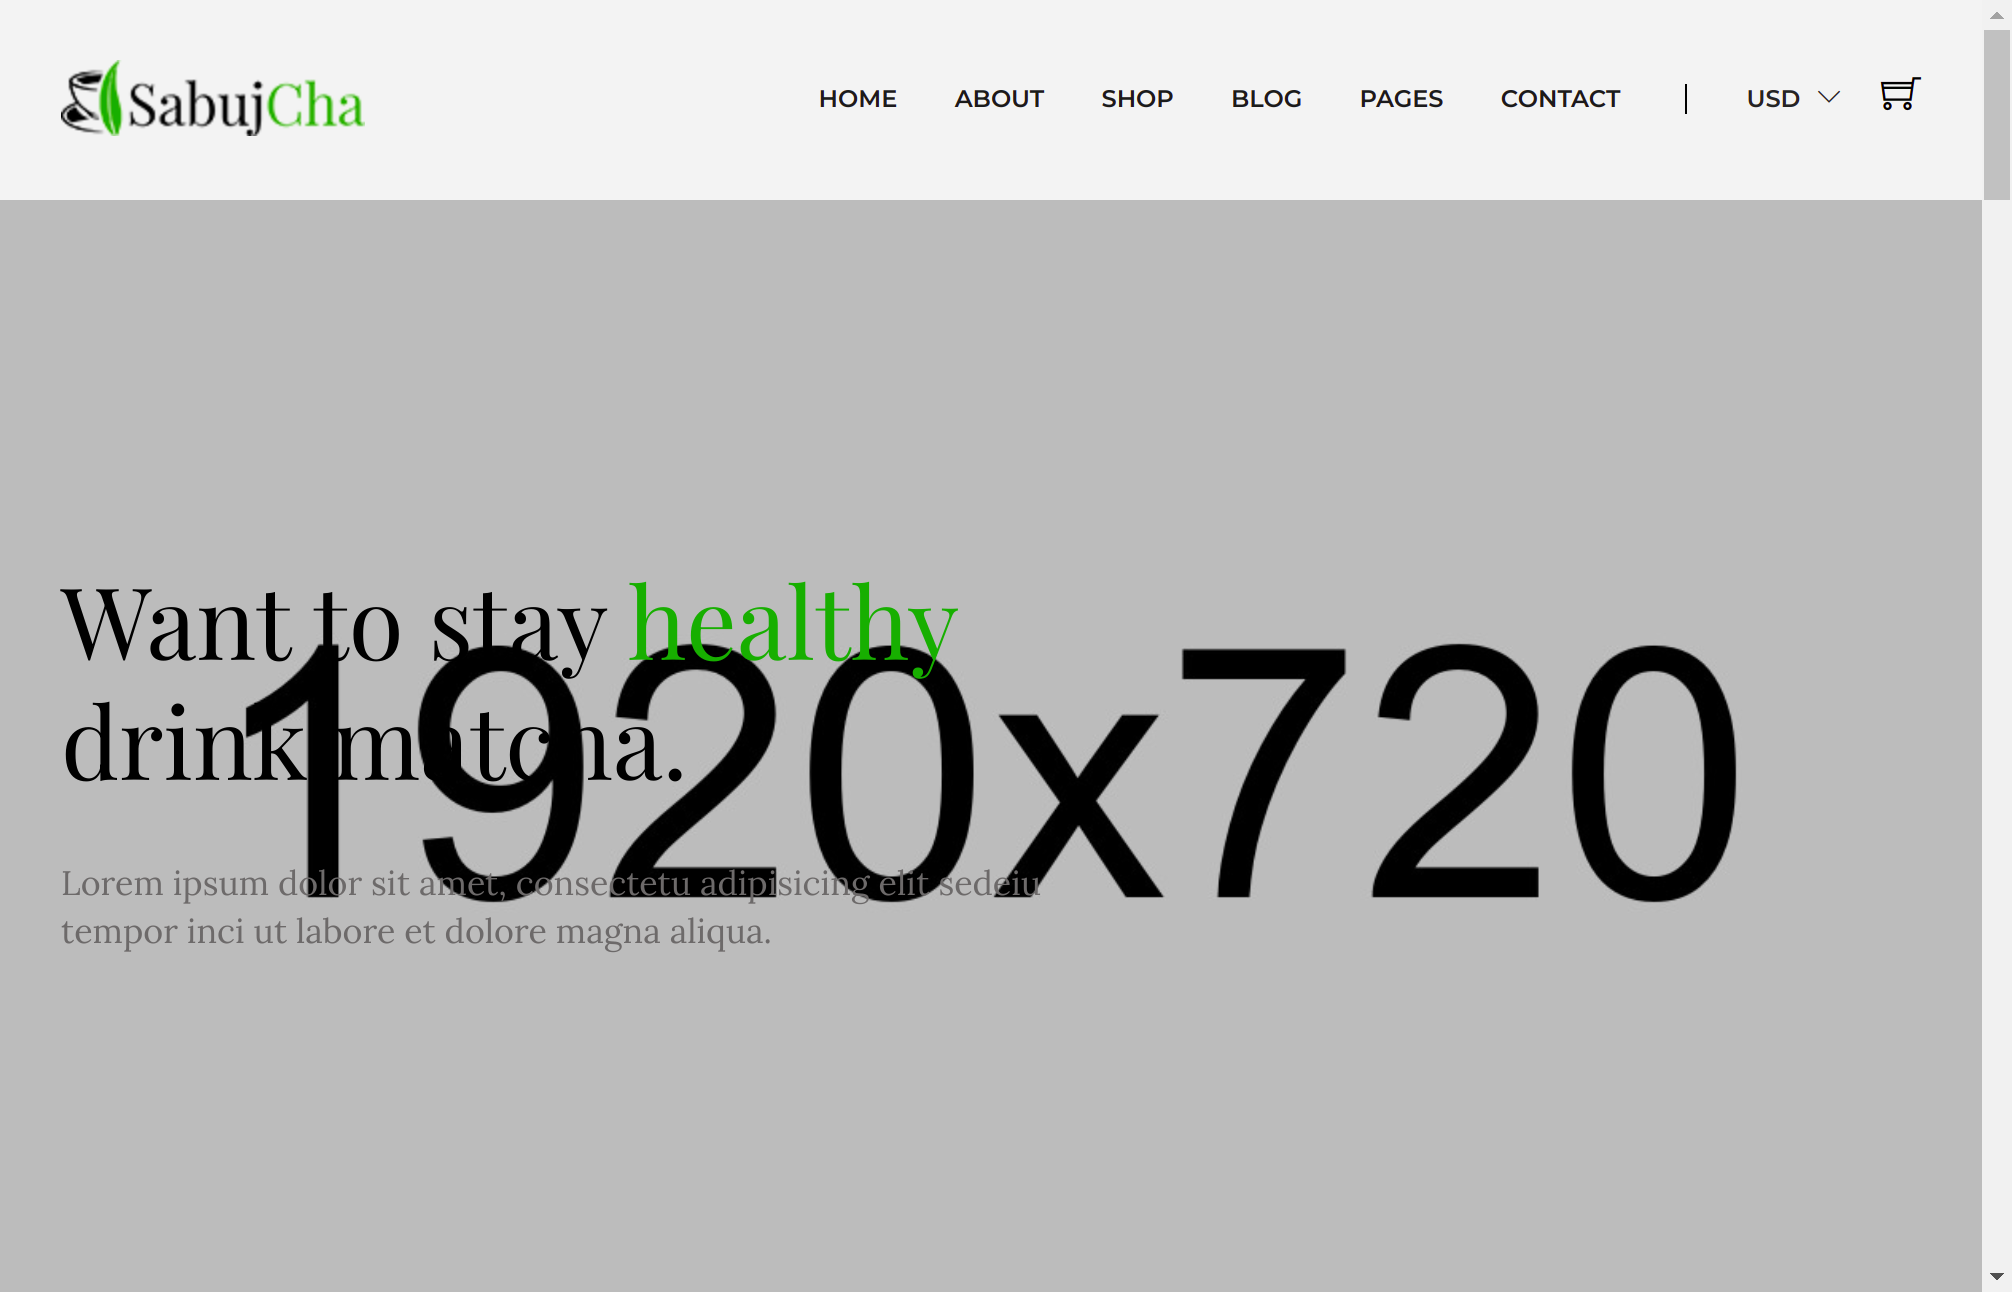 SabujCha
HOME ABOUT SHOP BLOG PAGES CONTACT | USD
Want to stay healthy
drink matcha.
1920x720
Lorem ipsum dolor sit amet, consectetu adipisicing elit sedeiu
tempor inci ut labore et dolore magna aliqua.